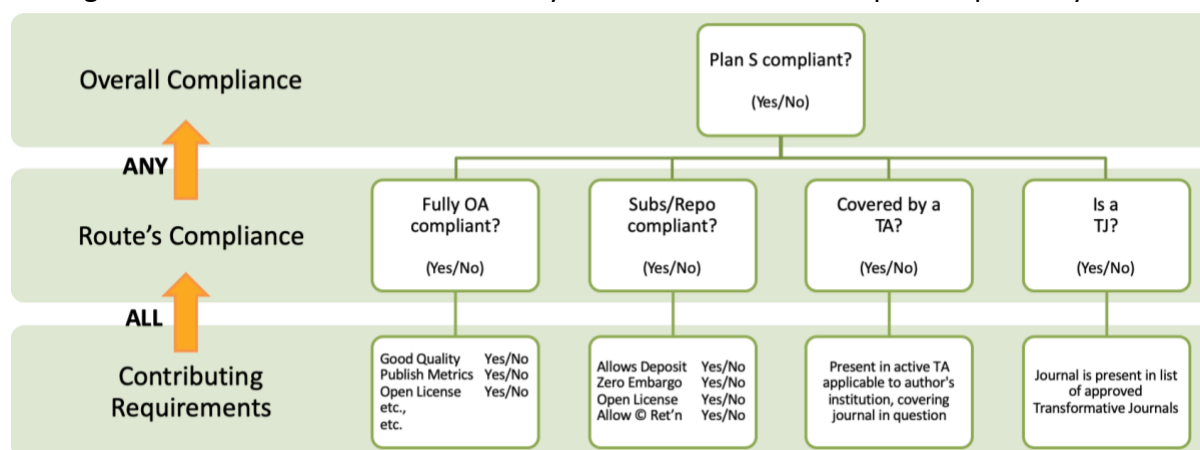 Plan S compliant?
(Yes/No)
Overall Compliance
ANY
Route's Compliance
Fully OA
compliant?
(Yes/No)
Subs/Repo
compliant?
(Yes/No)
Covered by a
TA?
(Yes/No)
Is a
TJ?
(Yes/No)
ALL
Contributing
Requirements
Good Quality Yes/No
Publish Metrics Yes/No
Open License Yes/No
etc.,
etc.
Allows Deposit Yes/No
Zero Embargo Yes/No
Open License Yes/No
Allow © Ret'n Yes/No
Present in active TA
applicable to author's
institution, covering
journal in question
Journal is present in list
of approved
Transformative Journals